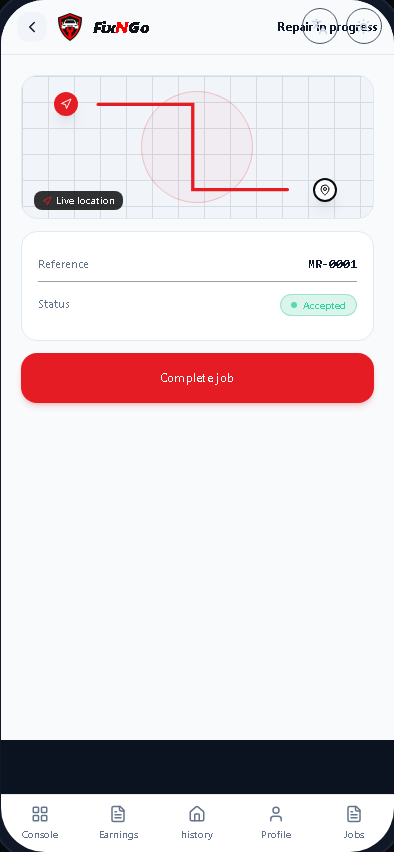 FixNGo
Repair in progress
Live location
Reference MR-0001
Status Accepted
Complete job
Console Earnings history Profile Jobs